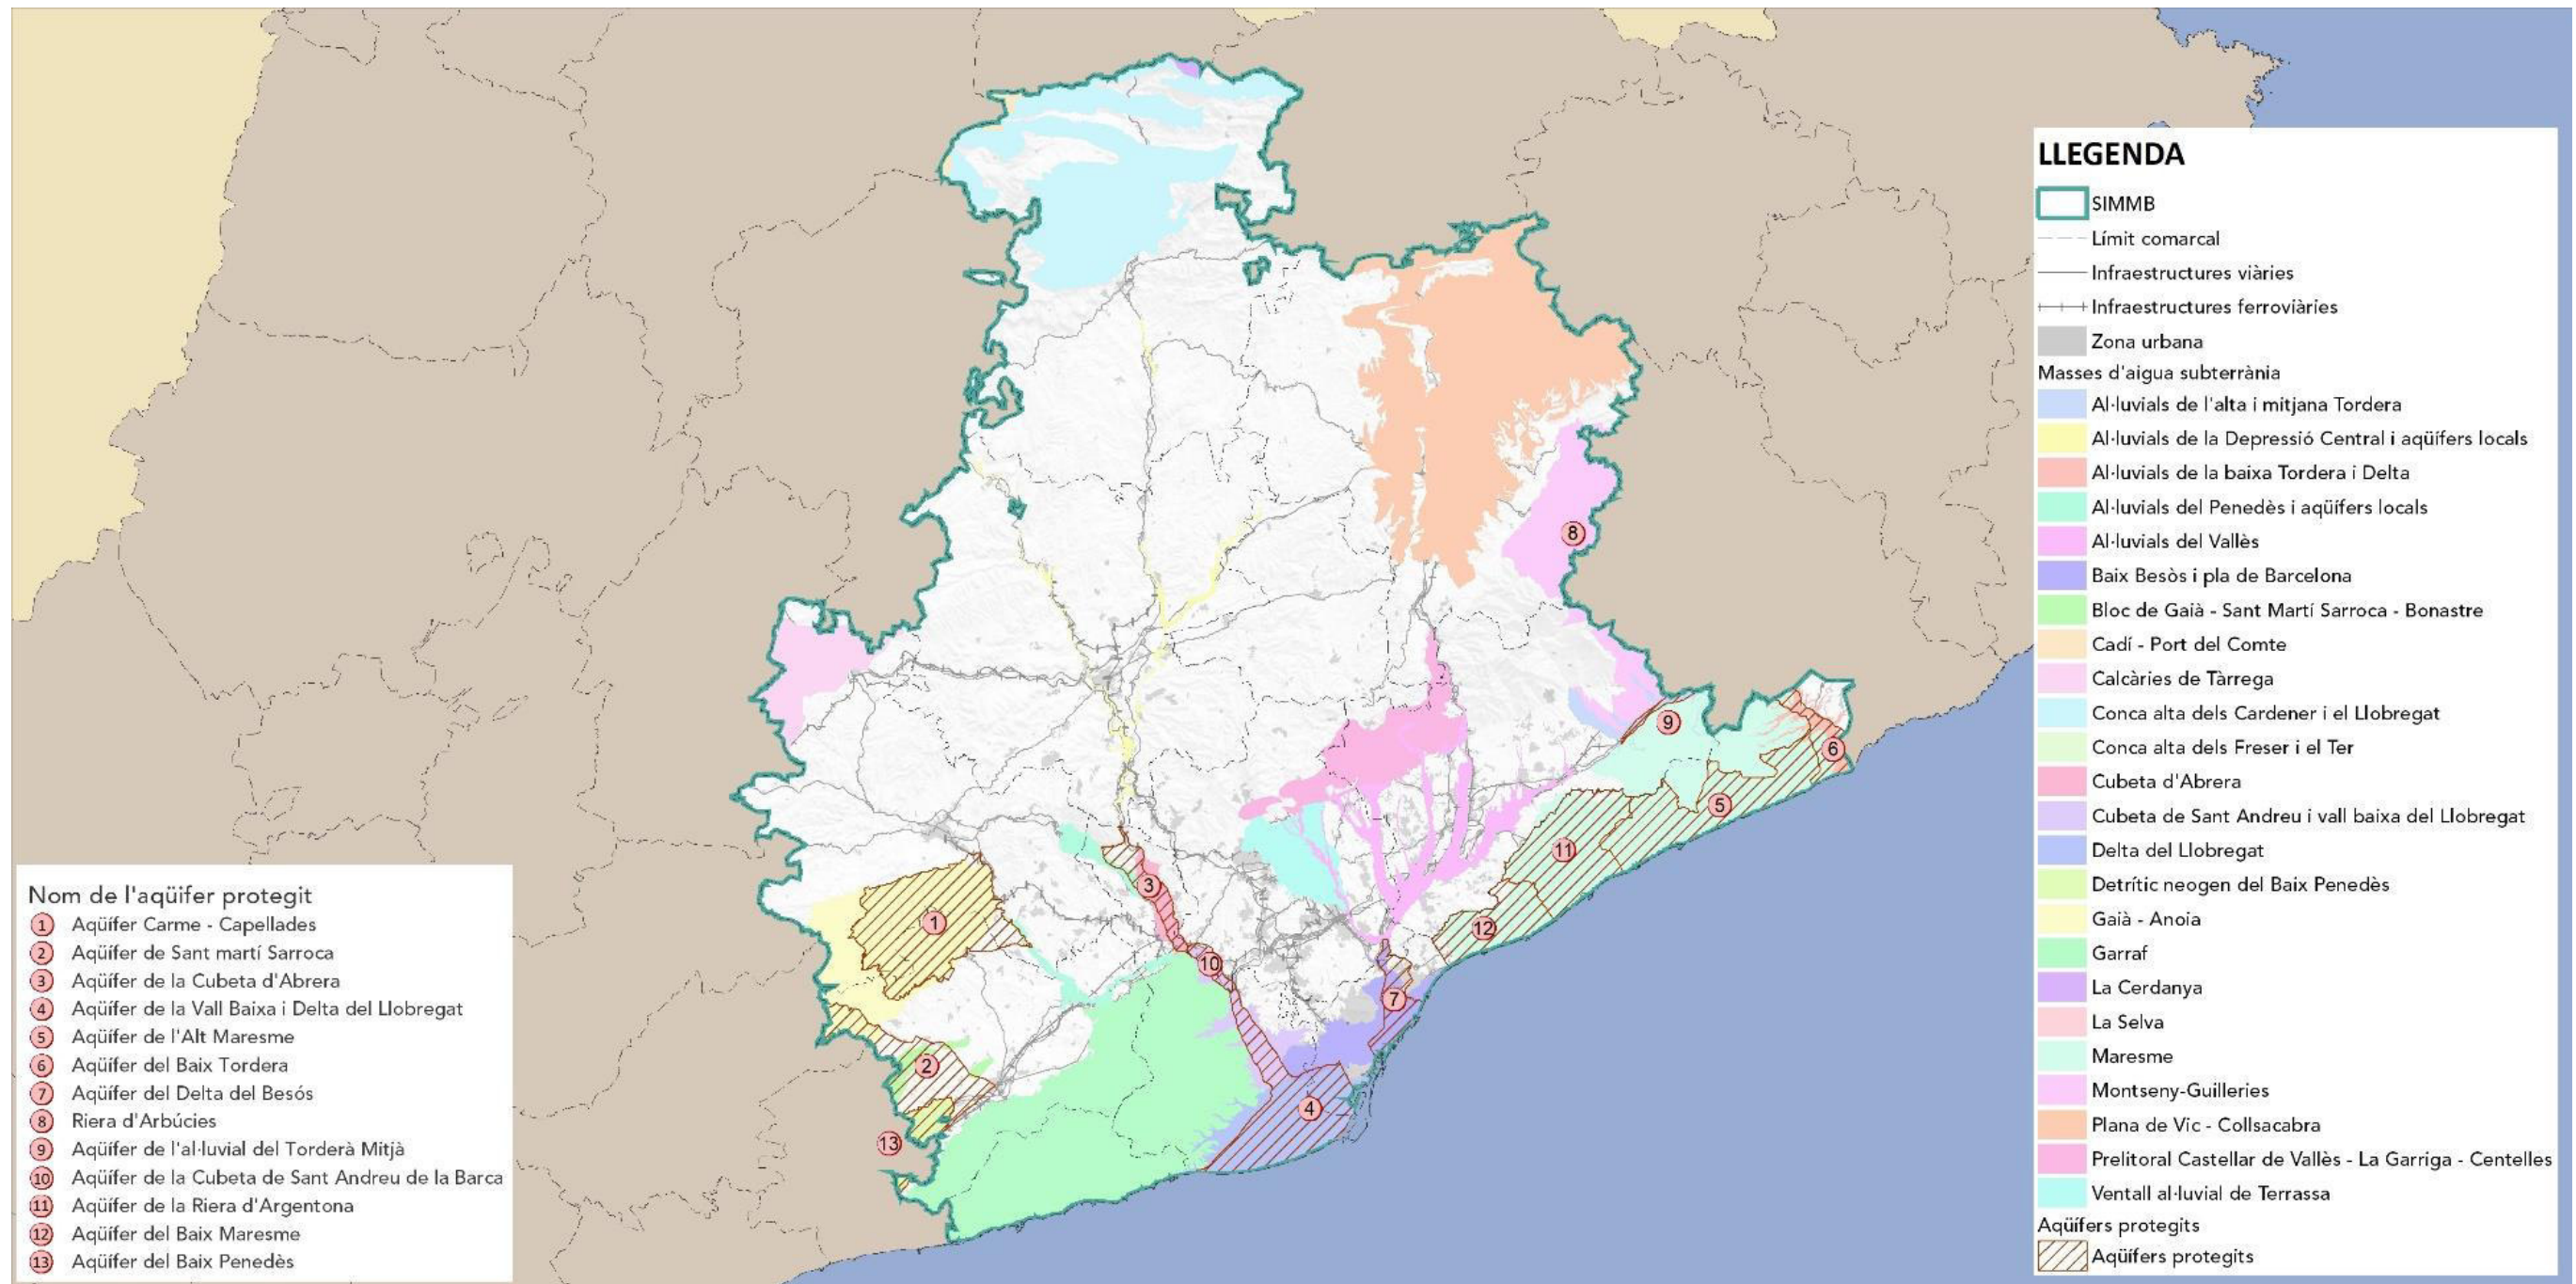 LLEGENDA
SIMMB
Límit comarcal
Infraestructures viàries
Infraestructures ferroviàries
Zona urbana
Masses d'aigua subterrània
Al·luvials de l'alta i mitjana Tordera
Al·luvials de la Depressió Central i aqüífers locals
Al·luvials de la baixa Tordera i Delta
Al·luvials del Penedès i aqüífers locals
Al·luvials del Vallès
Baix Besòs i pla de Barcelona
Bloc de Gaià - Sant Martí Sarroca - Bonastre
Cadí - Port del Comte
Calcàries de Tàrrega
Conca alta dels Cardener i el Llobregat
Conca alta dels Freser i el Ter
Cubeta d'Abrera
Cubeta de Sant Andreu i vall baixa del Llobregat
Delta del Llobregat
Detrític neogen del Baix Penedès
Gaià - Anoia
Garraf
La Cerdanya
La Selva
Maresme
Montseny-Guilleries
Plana de Vic - Collsacabra
Prelitoral Castellar de Vallès - La Garriga - Centelles
Ventall al·luvial de Terrassa
Aqüífers protegits
Aqüífers protegits
8
9
6
5
11
3
1
12
10
7
2
4
13
Nom de l'aqüífer protegit
1 Aqüífer Carme - Capellades
2 Aqüífer de Sant martí Sarroca
3 Aqüífer de la Cubeta d'Abrera
4 Aqüífer de la Vall Baixa i Delta del Llobregat
5 Aqüífer de l'Alt Maresme
6 Aqüífer del Baix Tordera
7 Aqüífer del Delta del Besós
8 Riera d'Arbúcies
9 Aqüífer de l'al·luvial del Torderà Mitjà
10 Aqüífer de la Cubeta de Sant Andreu de la Barca
11 Aqüífer de la Riera d'Argentona
12 Aqüífer del Baix Maresme
13 Aqüífer del Baix Penedès